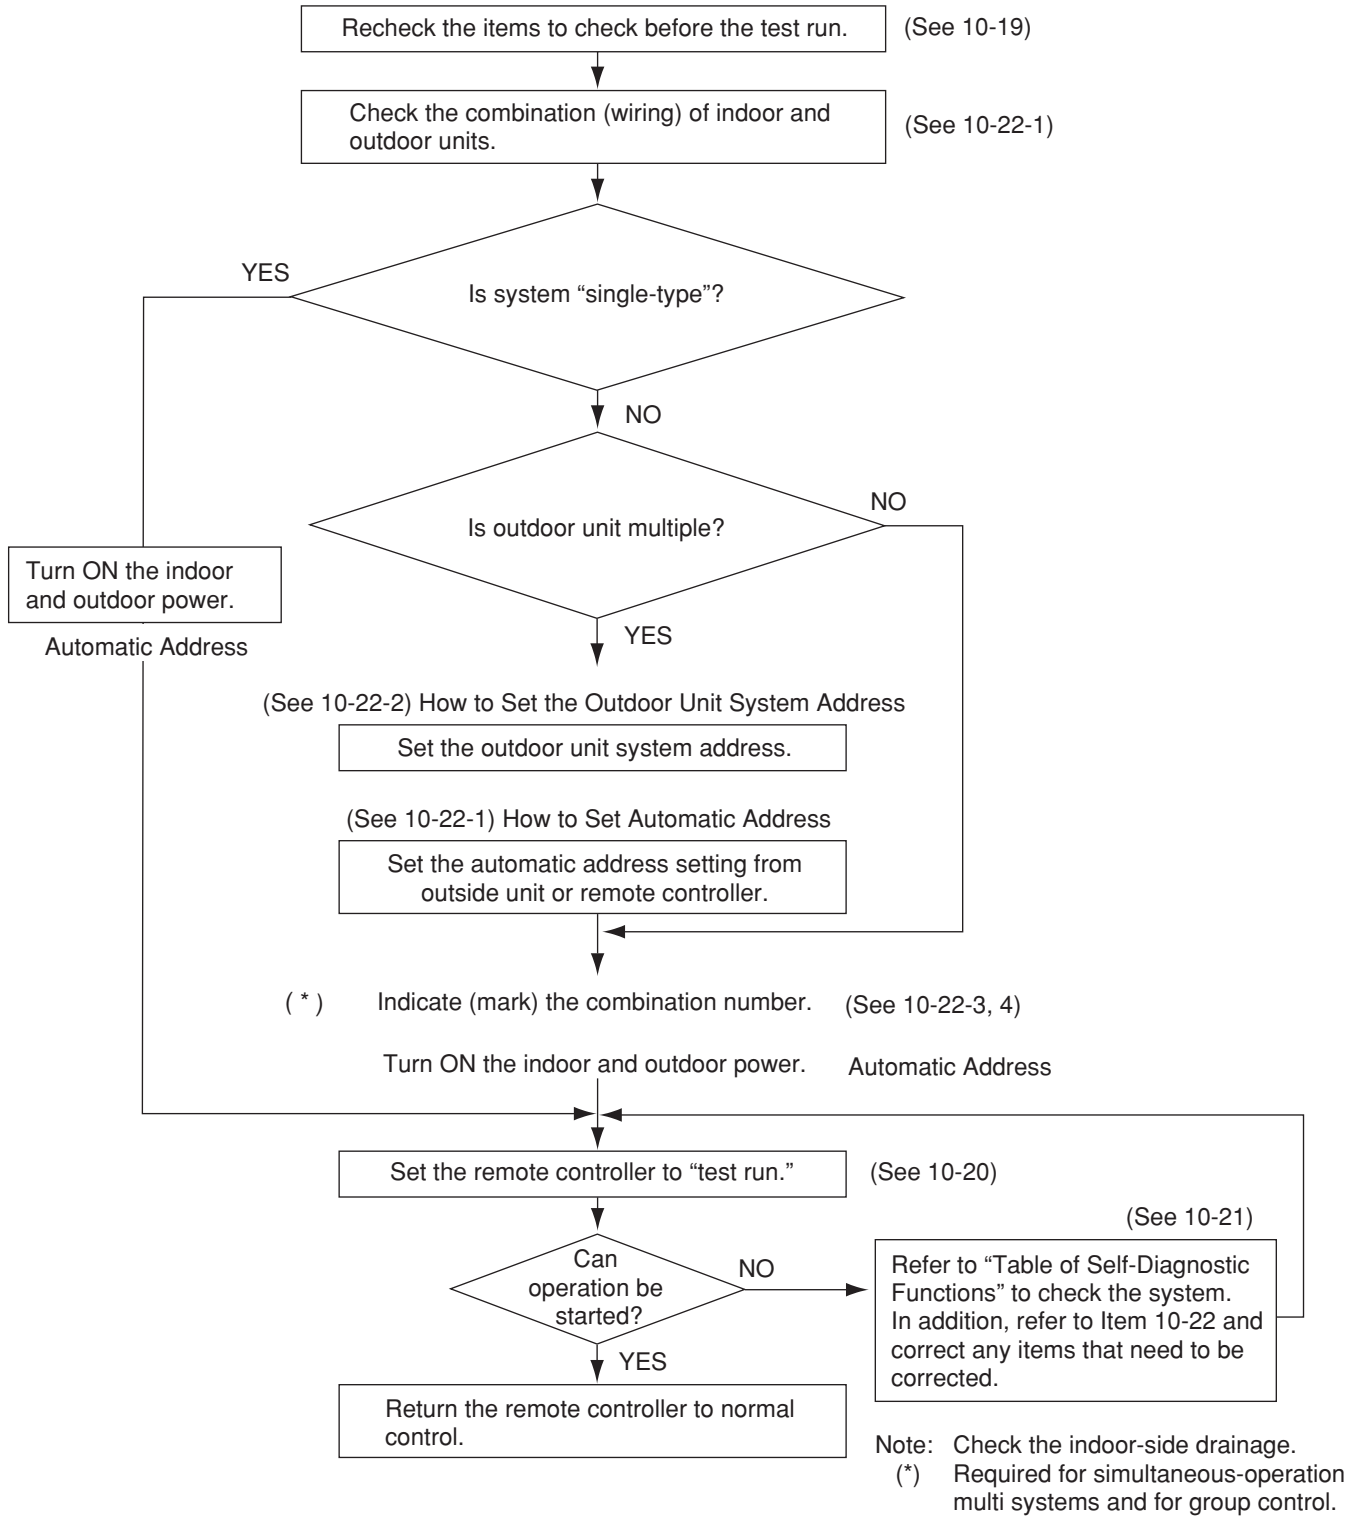 Recheck the items to check before the test run.
(See 10-19)
Check the combination (wiring) of indoor and
outdoor units.
(See 10-22-1)
YES
Is system “single-type”?
NO
NO
Is outdoor unit multiple?
Turn ON the indoor
and outdoor power.
YES
Automatic Address
(See 10-22-2) How to Set the Outdoor Unit System Address
Set the outdoor unit system address.
(See 10-22-1) How to Set Automatic Address
Set the automatic address setting from
outside unit or remote controller.
( * ) Indicate (mark) the combination number. (See 10-22-3, 4)
Turn ON the indoor and outdoor power. Automatic Address
Set the remote controller to “test run.”
(See 10-20)
(See 10-21)
Can
operation be
started?
NO
Refer to “Table of Self-Diagnostic
Functions” to check the system.
In addition, refer to Item 10-22 and
correct any items that need to be
corrected.
YES
Return the remote controller to normal
control.
Note: Check the indoor-side drainage.
(*) Required for simultaneous-operation
multi systems and for group control.